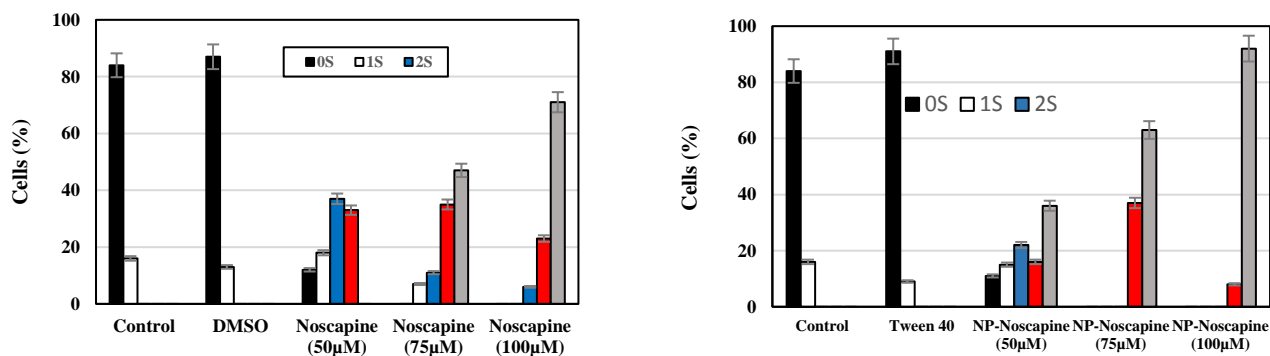 100
80
60
40
20
0
Cells (%)
0S 1S 2S
Control DMSO Noscapine Noscapine Noscapine
(50µM) (75µM) (100µM)
100
80
60
40
20
0
Cells (%)
0S 1S 2S
Control Tween 40 NP-Noscapine NP-Noscapine NP-Noscapine
(50µM) (75µM) (100µM)